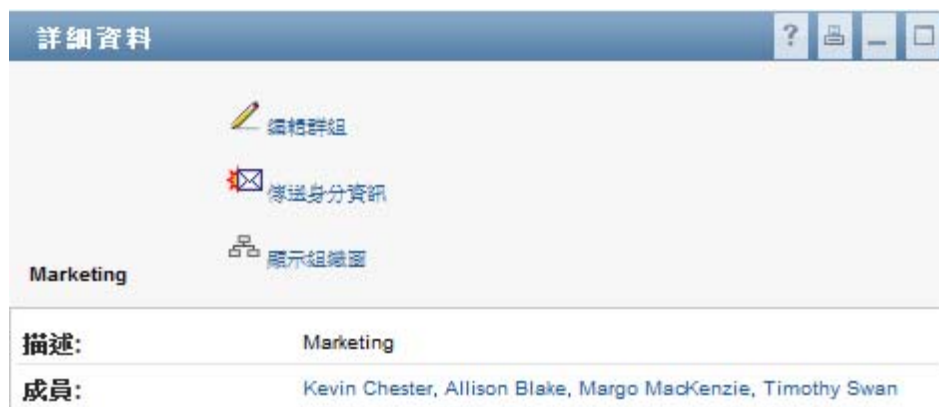 詳細資料
?
編輯群組
傳送身分資訊
顯示組織圖
Marketing
描述: Marketing
成員: Kevin Chester, Allison Blake, Margo MacKenzie, Timothy Swan